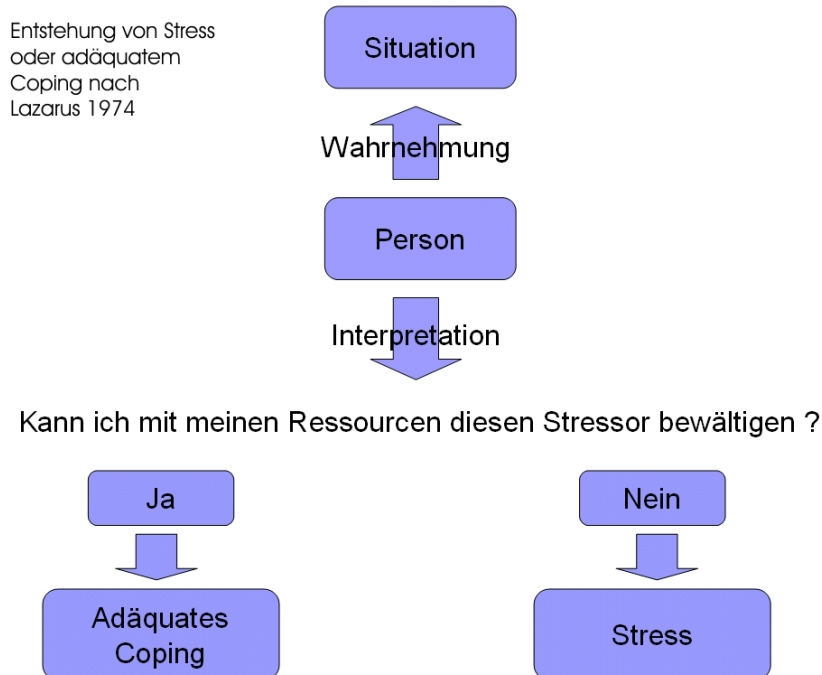 Entstehung von Stress
oder adäquatem
Coping nach
Lazarus 1974
Situation
Wahrnehmung
Person
Interpretation
Kann ich mit meinen Ressourcen diesen Stressor bewältigen ?
Ja
Nein
Adäquates
Coping
Stress